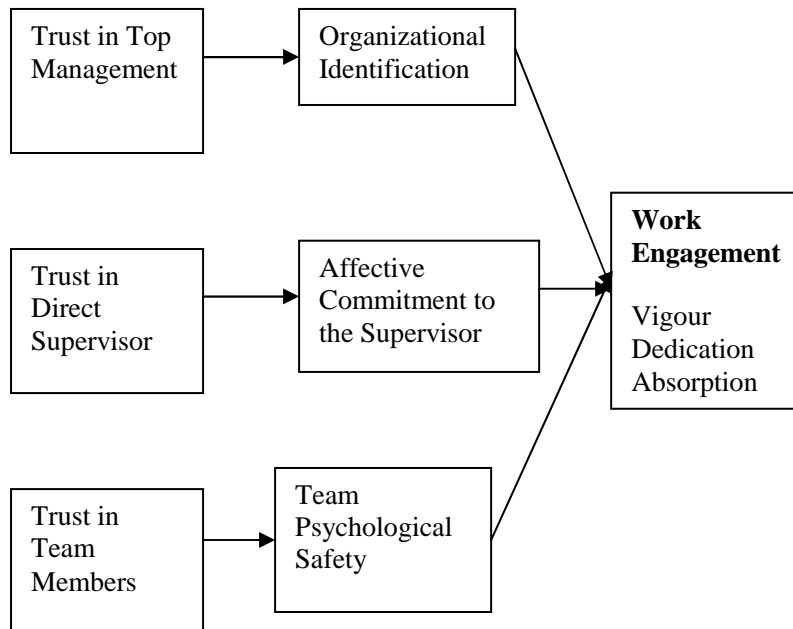 Trust in Top
Management
Organizational
Identification
Work
Engagement
Vigour
Dedication
Absorption
Trust in
Direct
Supervisor
Affective
Commitment to
the Supervisor
Trust in
Team
Members
Team
Psychological
Safety